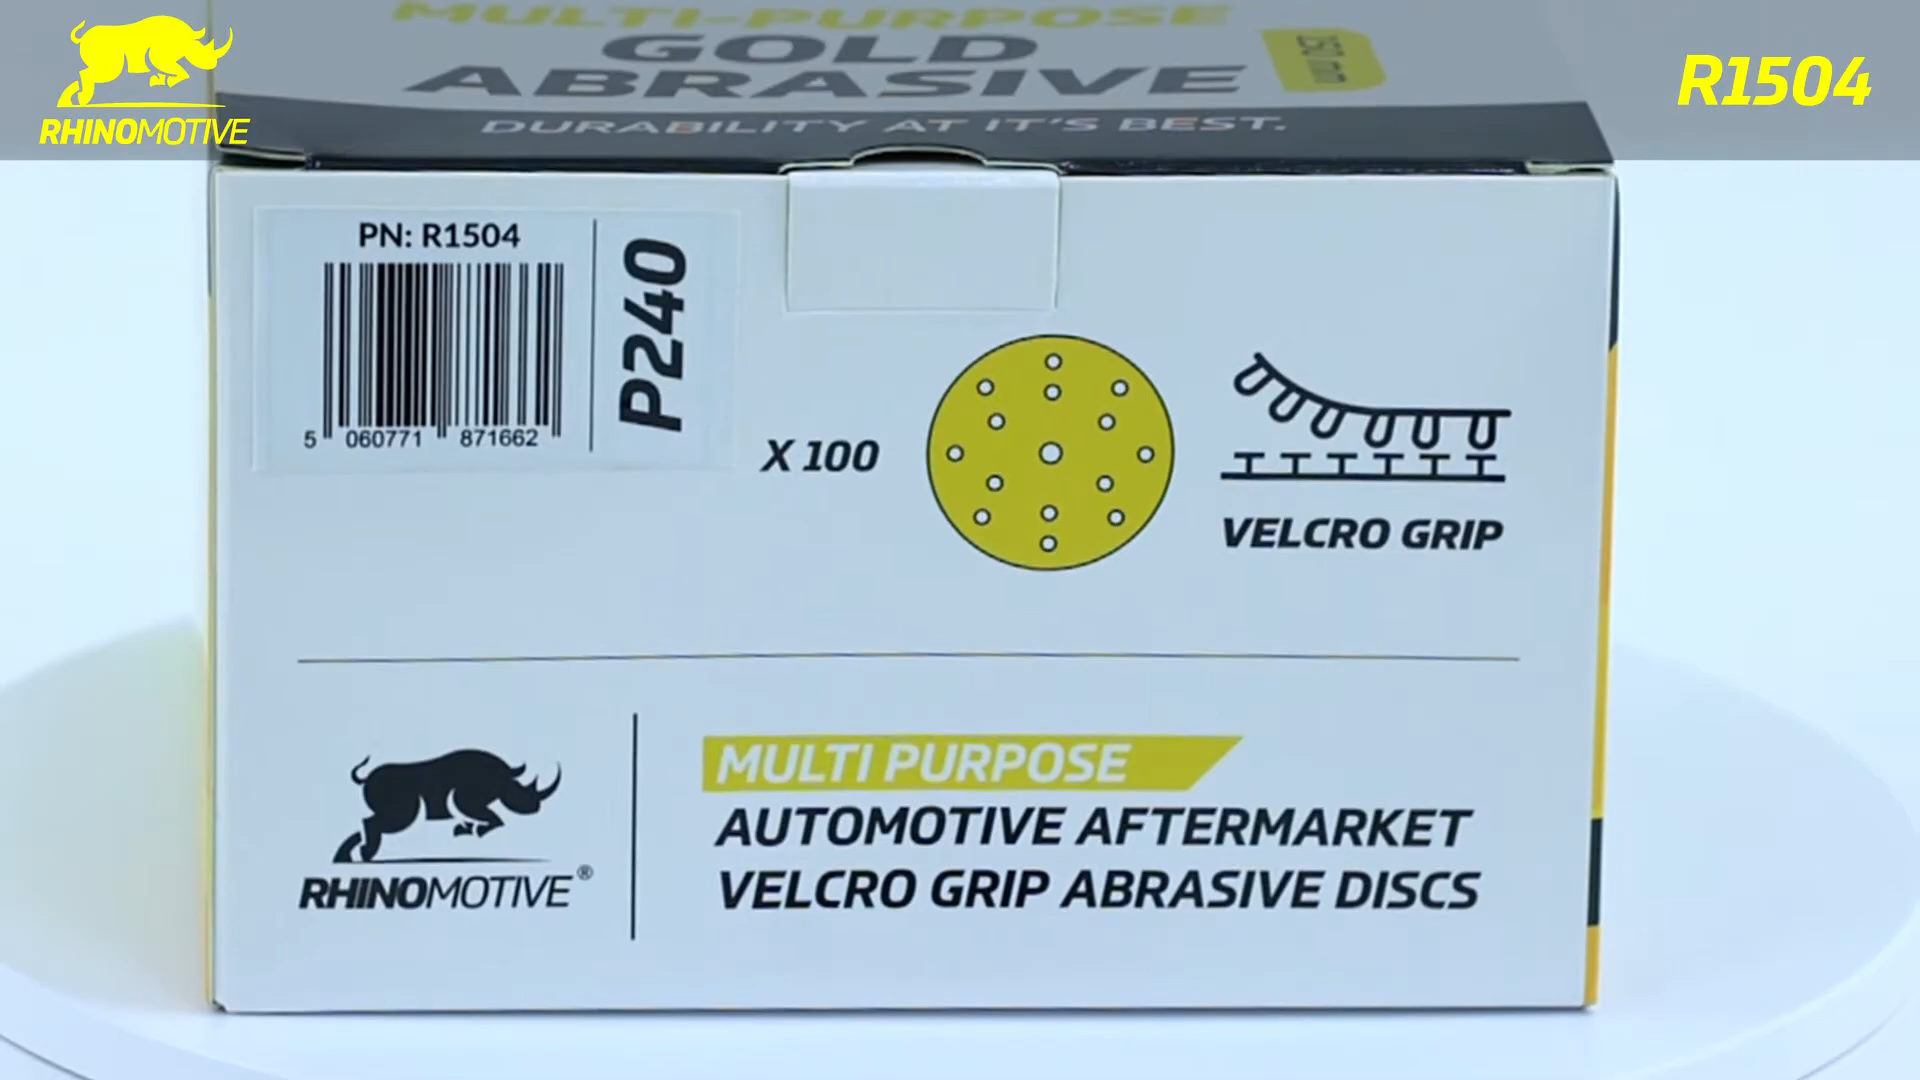 RHINOMOTIVE
R1504
MULTI-PURPOSE
GOLD
ABRASIVE
150 mm
DURABILITY AT IT'S BEST.
PN: R1504
P240
5 060771 871662
X 100
VELCRO GRIP
RHINOMOTIVE®
MULTI PURPOSE
AUTOMOTIVE AFTERMARKET
VELCRO GRIP ABRASIVE DISCS